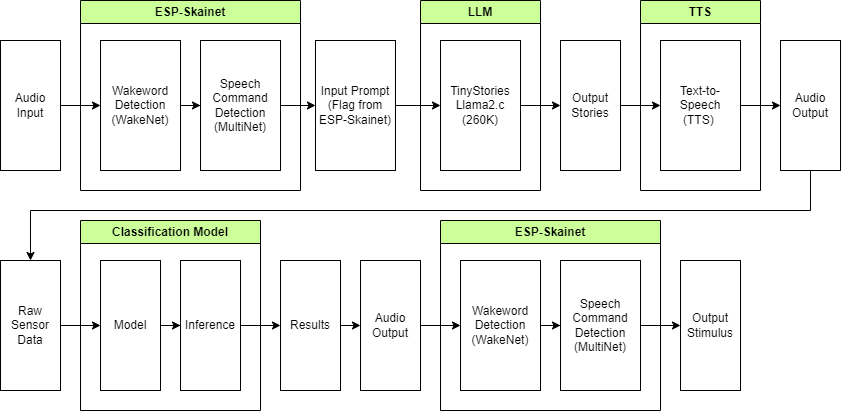 ESP-Skainet
LLM
TTS
Audio
Input
Wakeword
Detection
(WakeNet)
Speech
Command
Detection
(MultiNet)
Input Prompt
(Flag from
ESP-Skainet)
TinyStories
Llama2.c
(260K)
Output
Stories
Text-to-
Speech
(TTS)
Audio
Output
Classification Model
ESP-Skainet
Raw
Sensor
Data
Model
Inference
Results
Audio
Output
Wakeword
Detection
(WakeNet)
Speech
Command
Detection
(MultiNet)
Output
Stimulus